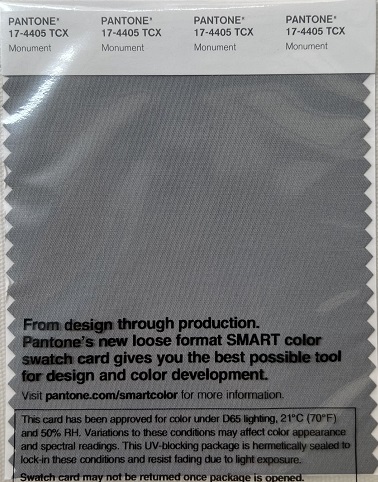 PANTONE® PANTONE® PANTONE® PANTONE®
17-4405 TCX 17-4405 TCX 17-4405 TCX 17-4405 TCX
Monument Monument Monument Monument
From design through production.
Pantone's new loose format SMART color
swatch card gives you the best possible tool
for design and color development.
Visit pantone.com/smartcolor for more information.
This card has been approved for color under D65 lighting, 21°C (70°F)
and 50% RH. Variations to these conditions may affect color appearance
and spectral readings. This UV-blocking package is hermetically sealed to
lock-in these conditions and resist fading due to light exposure.
Swatch card may not be returned once package is opened.